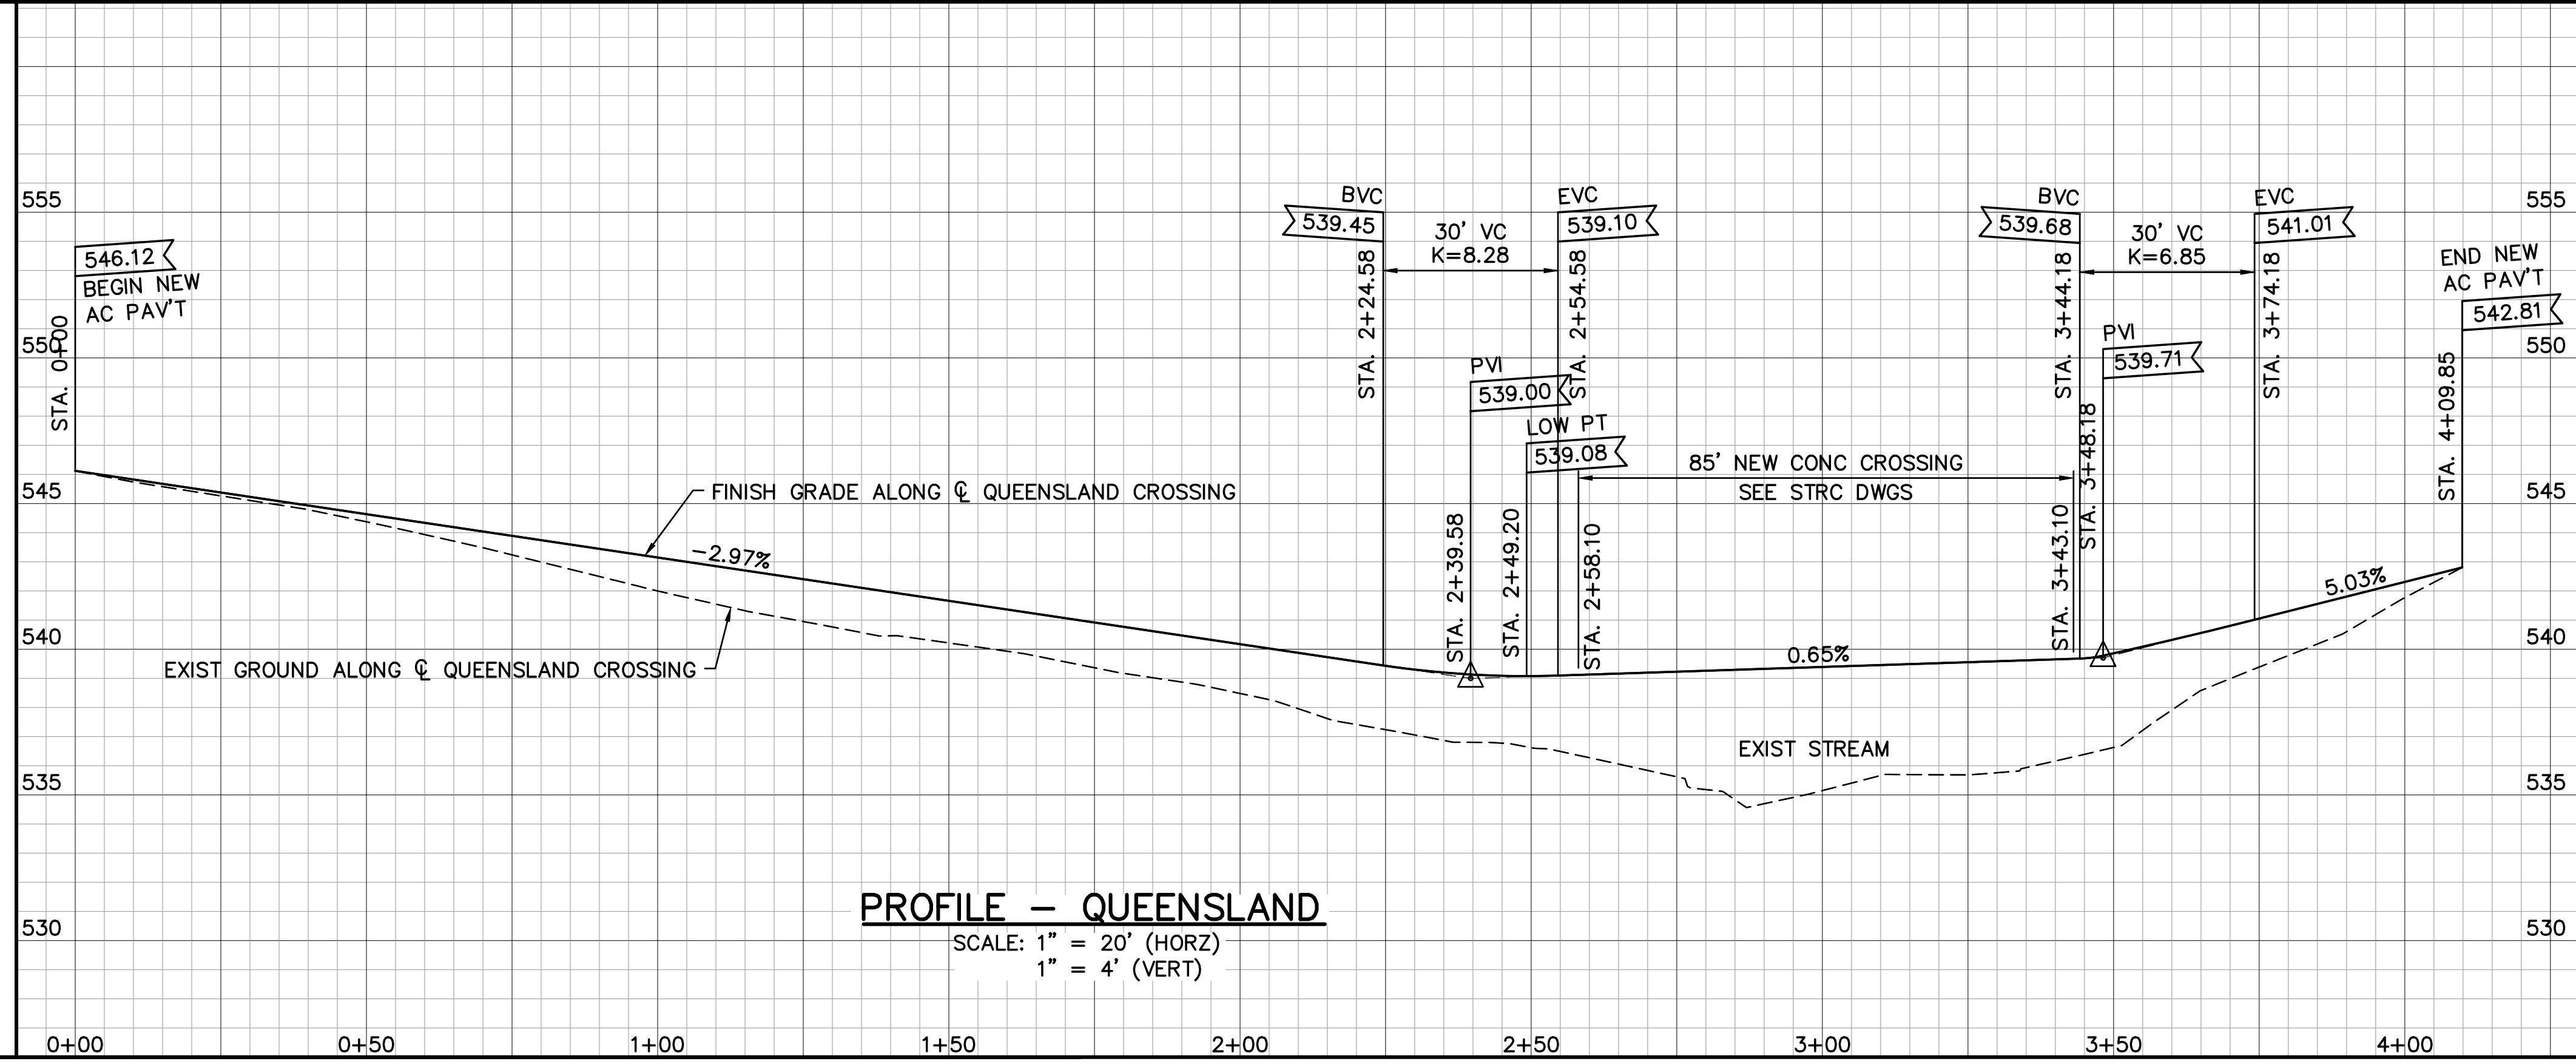 555
550
545
540
535
530
546.12
BEGIN NEW
AC PAV'T
STA. 0+00
FINISH GRADE ALONG ℄ QUEENSLAND CROSSING
-2.97%
EXIST GROUND ALONG ℄ QUEENSLAND CROSSING
BVC
539.45
STA. 2+24.58
30' VC
K=8.28
EVC
539.10
STA. 2+54.58
PVI
539.00
STA. 2+39.58
LOW PT
539.08
STA. 2+49.20
STA. 2+58.10
85' NEW CONC CROSSING
SEE STRC DWGS
0.65%
EXIST STREAM
STA. 3+43.10
BVC
539.68
STA. 3+44.18
30' VC
K=6.85
PVI
539.71
STA. 3+48.18
EVC
541.01
STA. 3+74.18
5.03%
END NEW
AC PAV'T
542.81
STA. 4+09.85
555
550
545
540
535
530
PROFILE - QUEENSLAND
SCALE: 1" = 20' (HORZ)
1" = 4' (VERT)
0+00 0+50 1+00 1+50 2+00 2+50 3+00 3+50 4+00